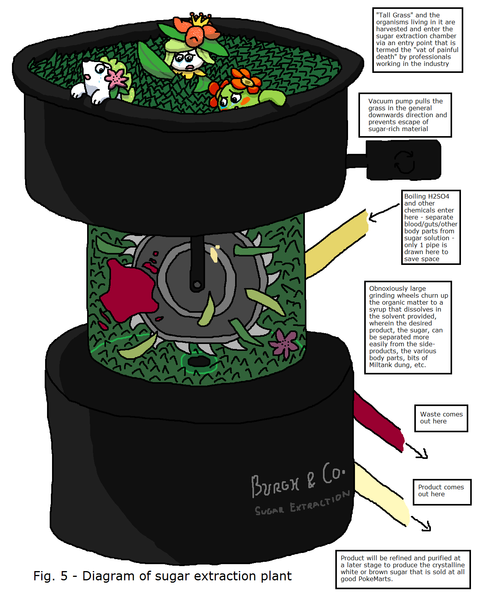 "Tall Grass" and the
organisms living in it are
harvested and enter the
sugar extraction chamber
via an entry point that is
termed the "vat of painful
death" by professionals
working in the industry
Vacuum pump pulls the
grass in the general
downwards direction and
prevents escape of
sugar-rich material
Boiling H2SO4
and other
chemicals enter
here - separate
blood/guts/other
body parts from
sugar solution -
only 1 pipe is
drawn here to
save space
Obnoxiously large
grinding wheels churn up
the organic matter to a
syrup that dissolves in
the solvent provided,
wherein the desired
product, the sugar, can
be separated more
easily from the side-
products, the various
body parts, bits of
Miltank dung, etc.
Waste comes
out here
BURGH & CO.
SUGAR EXTRACTION
Product comes
out here
Product will be refined and purified at
a later stage to produce the crystalline
white or brown sugar that is sold at all
good PokeMarts.
Fig. 5 - Diagram of sugar extraction plant